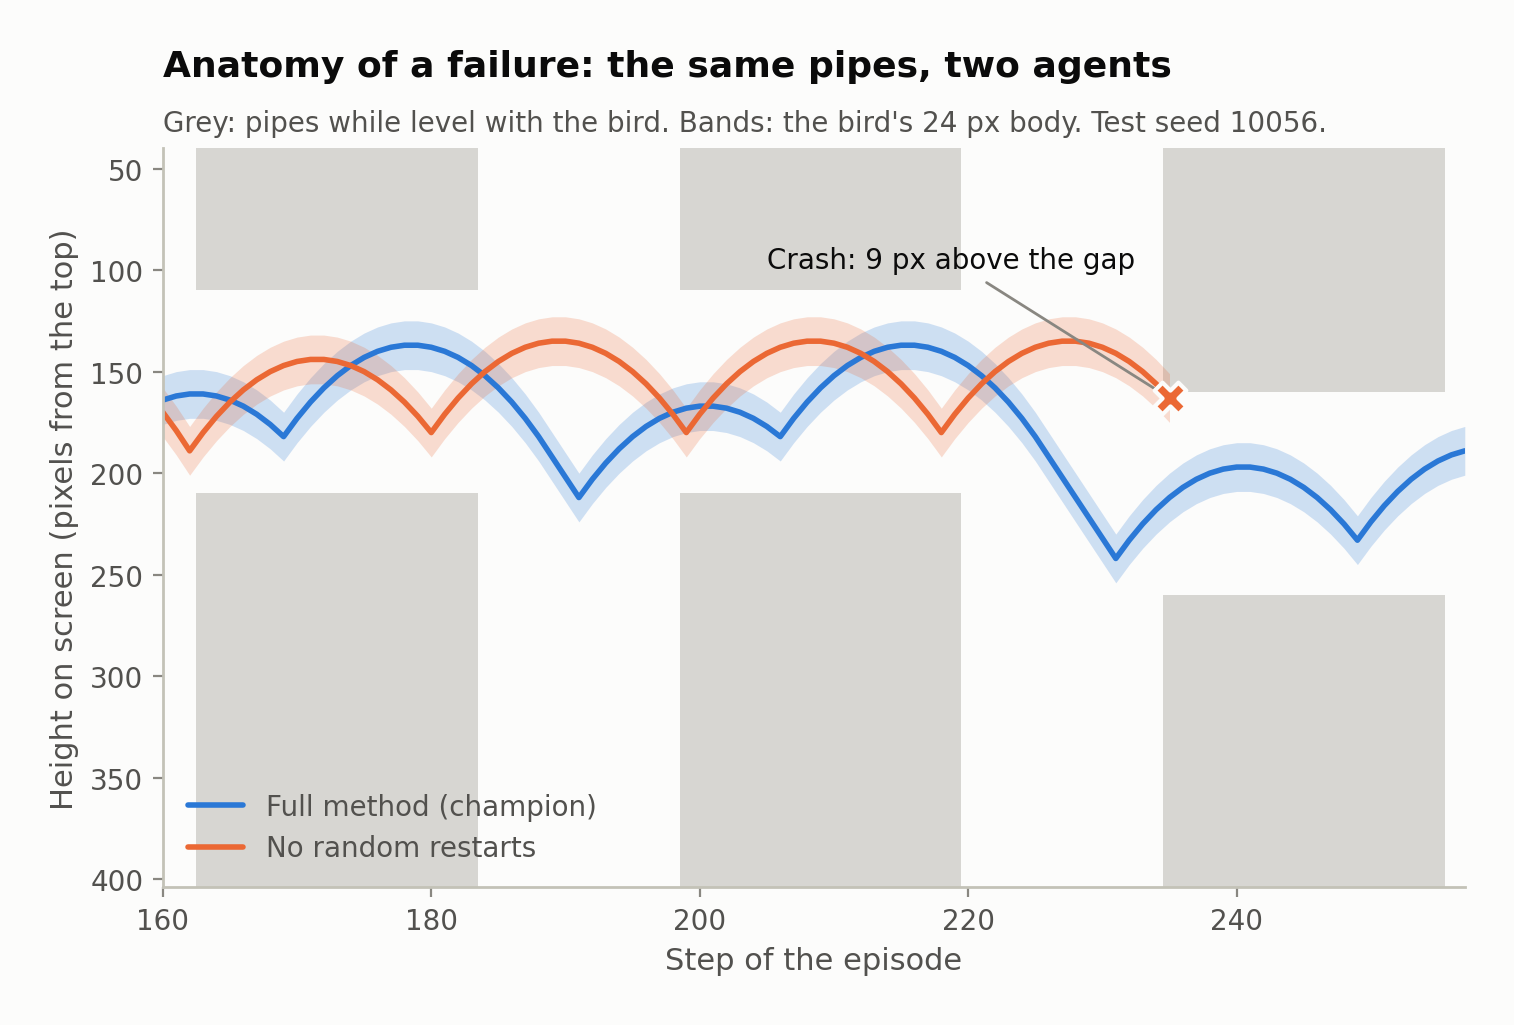 Anatomy of a failure: the same pipes, two agents
Grey: pipes while level with the bird. Bands: the bird's 24 px body. Test seed 10056.
Height on screen (pixels from the top)
50
100
150
200
250
300
350
400
Crash: 9 px above the gap
Full method (champion)
No random restarts
160
180
200
220
240
Step of the episode